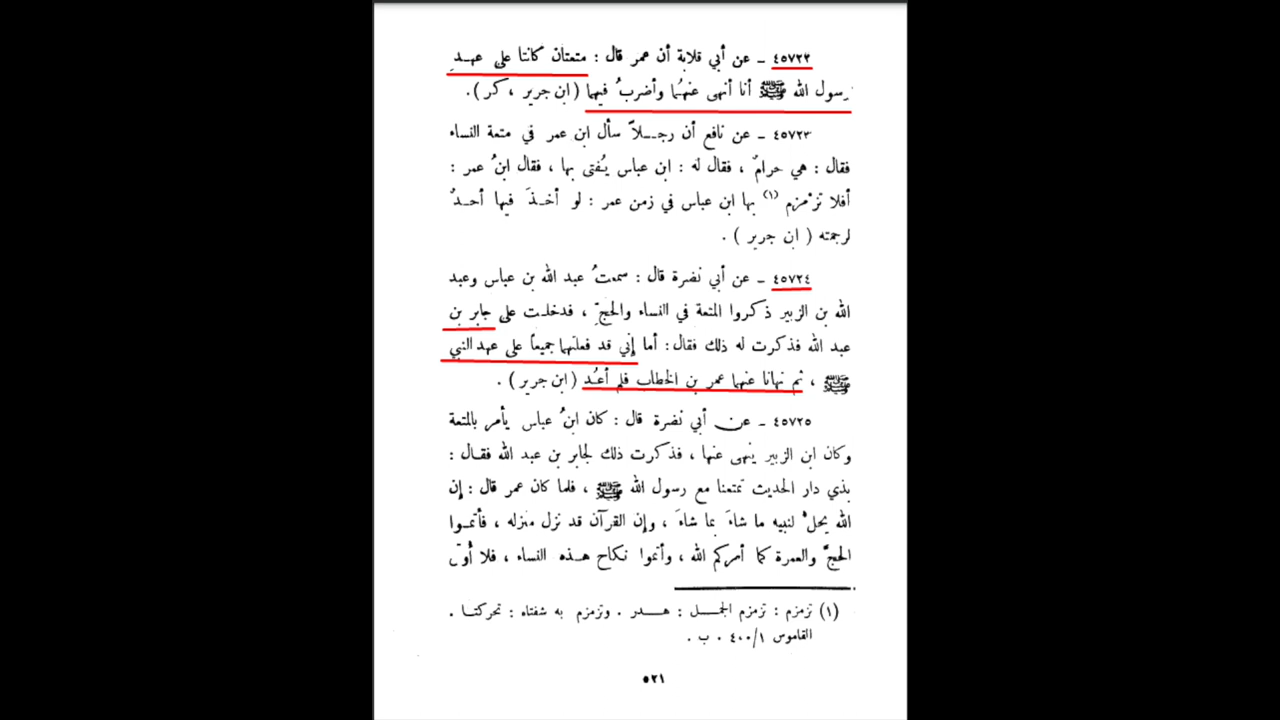 ٤٥٧٢٣ ـ عن أبي قلابة أن عمر قال : متعتان كانتا على عهدِ
رسول الله ﷺ أنا أنهى عنهُما وأضربُ فيهما ( ابن جرير ، كر ) .
٤٥٧٢٣ ـ عن نافع أن رجلاً سأل ابن عمر في متعة النساء
فقال : هي حرامٌ ، فقال له : ابن عباس يُفتى بها ، فقال ابنُ عمر :
أفلا تزْمزم (١) بها ابن عباس في زمن عمر : لو أخذَ فيها أحدٌ
لرجمته ( ابن جرير ) .
٤٥٧٢٤ ـ عن أبي نضرة قال : سمعتُ عبد الله بن عباس وعبد
الله بن الزبير ذكروا المتعة في النساء والحجِّ ، فدخلت على جابر بن
عبد الله فذكرت له ذلك فقال : أما إني قد فعلتهما جميعاً على عهد النبي
ﷺ ، ثم نهانا عنهما عمر بن الخطاب فلم أعُد ( ابن جرير ) .
٤٥٧٢٥ ـ عن أبي نضرة قال : كان ابنُ عباس يأمر بالمتعة
وكان ابن الزبير ينهى عنها ، فذكرت ذلك لجابر بن عبد الله فقال :
بذي دار الحديث تمتعنا مع رسول الله ﷺ ، فلما كان عمر قال : إن
الله يحلُّ لنبيه ما شاءَ بما شاءَ ، وإن القرآن قد نزل منزله ، فأتموا
الحجَّ والعمرة كما أمركم الله ، وأتموا نكاح هذه النساء ، فلا أُوتى
(١) تزمزم : تزمزم الجمل : هدر . وتزمزم به شفتاه : تحركتا .
القاموس ٤٠٠/١ . ب .
٥٢١